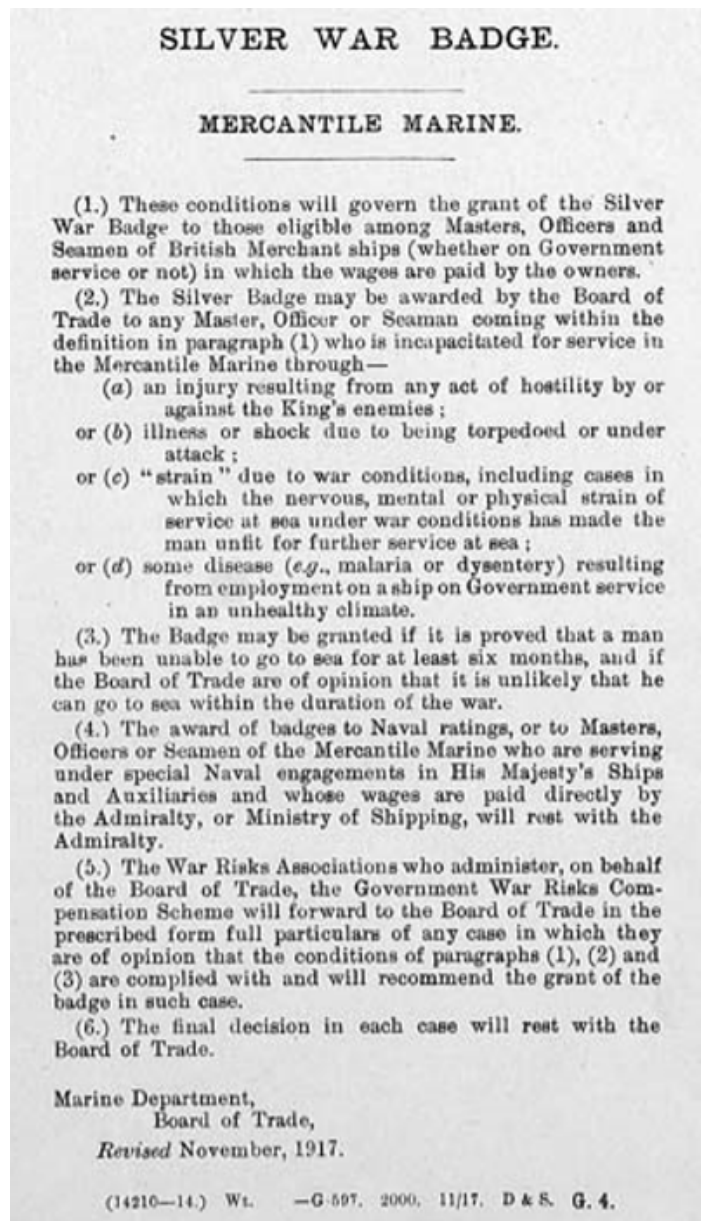 SILVER WAR BADGE.
MERCANTILE MARINE.
(1.) These conditions will govern the grant of the Silver
War Badge to those eligible among Masters, Officers and
Seamen of British Merchant ships (whether on Government
service or not) in which the wages are paid by the owners.
(2.) The Silver Badge may be awarded by the Board of
Trade to any Master, Officer or Seaman coming within the
definition in paragraph (1) who is incapacitated for service in
the Mercantile Marine through—
(a) an injury resulting from any act of hostility by or
against the King's enemies ;
or (b) illness or shock due to being torpedoed or under
attack ;
or (c) "strain" due to war conditions, including cases in
which the nervous, mental or physical strain of
service at sea under war conditions has made the
man unfit for further service at sea ;
or (d) some disease (e.g., malaria or dysentery) resulting
from employment on a ship on Government service
in an unhealthy climate.
(3.) The Badge may be granted if it is proved that a man
has been unable to go to sea for at least six months, and if
the Board of Trade are of opinion that it is unlikely that he
can go to sea within the duration of the war.
(4.) The award of badges to Naval ratings, or to Masters,
Officers or Seamen of the Mercantile Marine who are serving
under special Naval engagements in His Majesty's Ships
and Auxiliaries and whose wages are paid directly by
the Admiralty, or Ministry of Shipping, will rest with the
Admiralty.
(5.) The War Risks Associations who administer, on behalf
of the Board of Trade, the Government War Risks Com-
pensation Scheme will forward to the Board of Trade in the
prescribed form full particulars of any case in which they
are of opinion that the conditions of paragraphs (1), (2) and
(3) are complied with and will recommend the grant of the
badge in such case.
(6.) The final decision in each case will rest with the
Board of Trade.
Marine Department,
Board of Trade,
Revised November, 1917.
(14210—14.) Wt. —G 597. 2000. 11/17. D & S. G. 4.